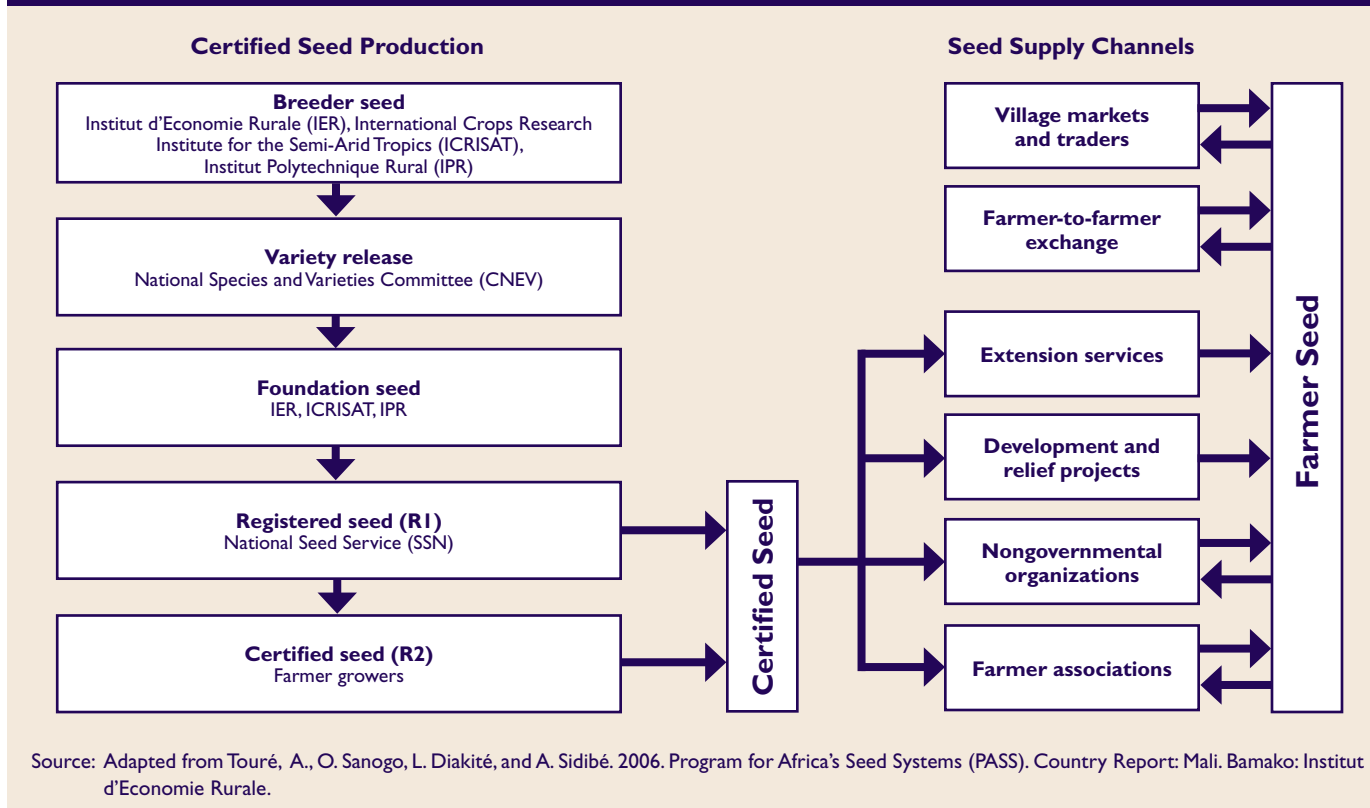 Certified Seed Production
Breeder seed
Institut d’Economie Rurale (IER), International Crops Research
Institute for the Semi-Arid Tropics (ICRISAT),
Institut Polytechnique Rural (IPR)
Variety release
National Species and Varieties Committee (CNEV)
Foundation seed
IER, ICRISAT, IPR
Registered seed (R1)
National Seed Service (SSN)
Certified seed (R2)
Farmer growers
Certified Seed
Seed Supply Channels
Village markets
and traders
Farmer-to-farmer
exchange
Extension services
Development and
relief projects
Nongovernmental
organizations
Farmer associations
Farmer Seed
Source: Adapted from Touré, A., O. Sanogo, L. Diakité, and A. Sidibé. 2006. Program for Africa’s Seed Systems (PASS). Country Report: Mali. Bamako: Institut
d’Economie Rurale.